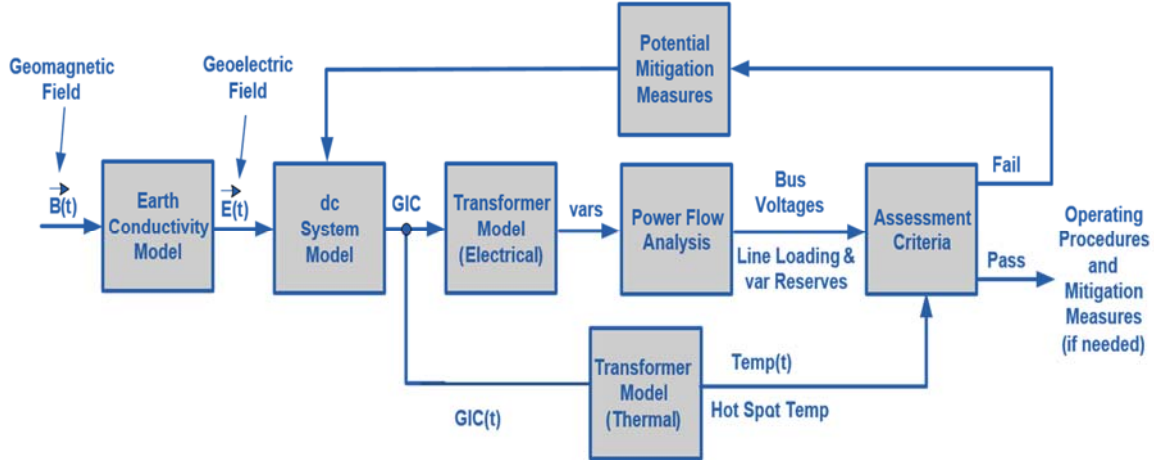 Geomagnetic
Field
Geoelectric
Field
Potential
Mitigation
Measures
B(t)
Earth
Conductivity
Model
E(t)
dc
System
Model
GIC
Transformer
Model
(Electrical)
vars
Power Flow
Analysis
Bus
Voltages
Line Loading &
var Reserves
Assessment
Criteria
Fail
Pass
Operating
Procedures
and
Mitigation
Measures
(if needed)
GIC(t)
Transformer
Model
(Thermal)
Temp(t)
Hot Spot Temp